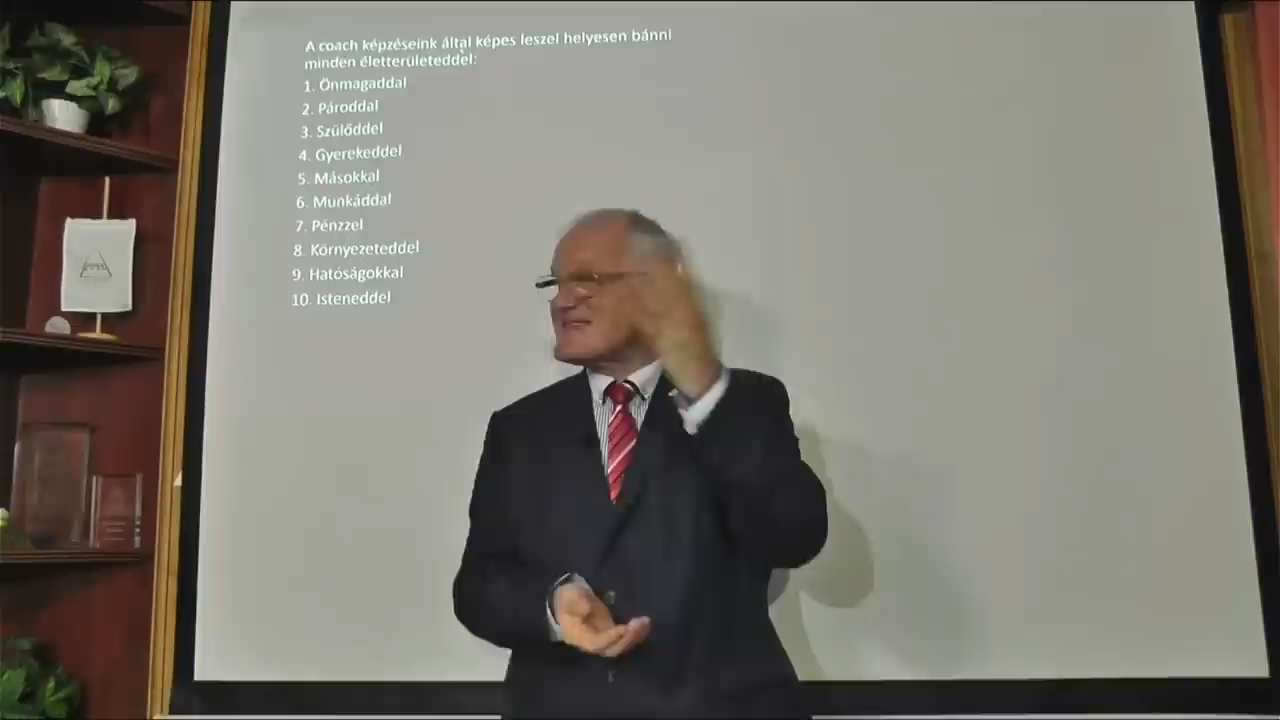 A coach képzéseink által képes leszel helyesen bánni
minden életterületeddel:
1. Önmagaddal
2. Pároddal
3. Szülőddel
4. Gyerekeddel
5. Másokkal
6. Munkáddal
7. Pénzzel
8. Környezeteddel
9. Hatóságokkal
10. Isteneddel